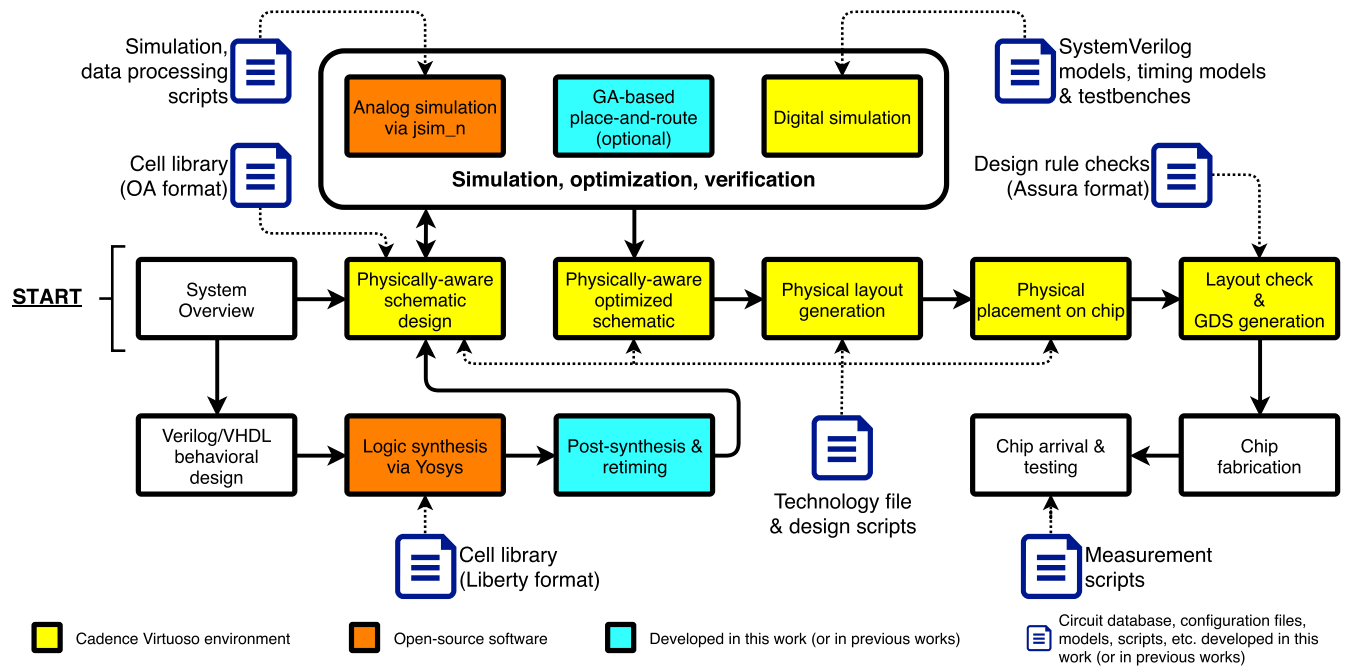 Simulation,
data processing
scripts
SystemVerilog
models, timing models
& testbenches
Analog simulation
via jsim_n
GA-based
place-and-route
(optional)
Digital simulation
Simulation, optimization, verification
Cell library
(OA format)
Design rule checks
(Assura format)
START
System
Overview
Physically-aware
schematic
design
Physically-aware
optimized
schematic
Physical layout
generation
Physical
placement on chip
Layout check
&
GDS generation
Verilog/VHDL
behavioral
design
Logic synthesis
via Yosys
Post-synthesis &
retiming
Technology file
& design scripts
Chip arrival &
testing
Chip
fabrication
Cell library
(Liberty format)
Measurement
scripts
Cadence Virtuoso environment
Open-source software
Developed in this work (or in previous works)
Circuit database, configuration files,
models, scripts, etc. developed in this
work (or in previous works)